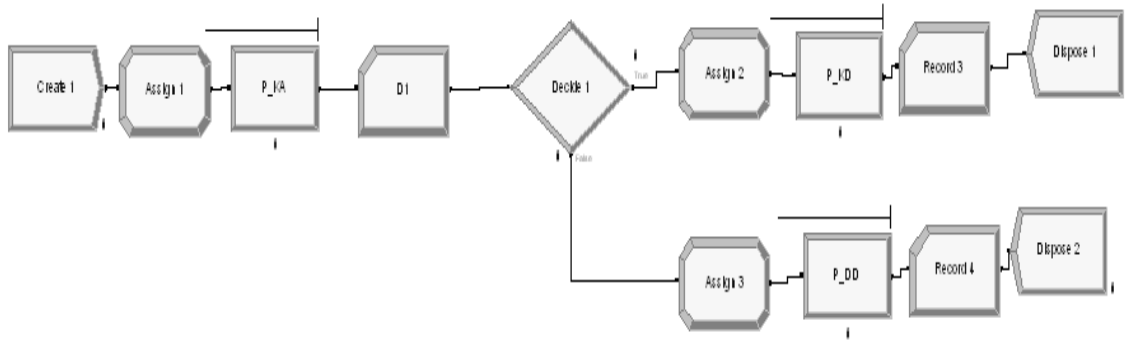 Create 1
Assign 1
P_KA
D1
Decide 1
True
False
Assign 2
P_KD
Record 3
Dispose 1
Assign 3
P_DD
Record 4
Dispose 2